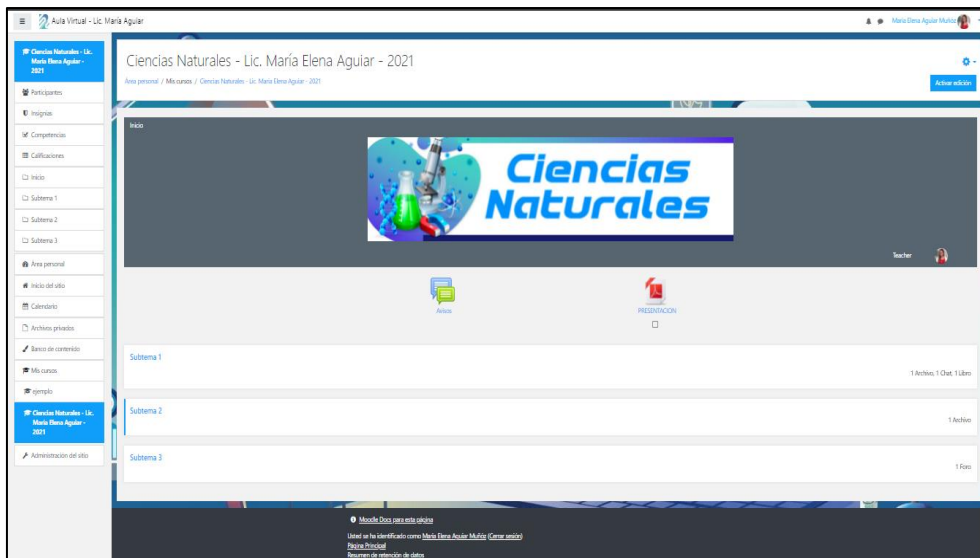 Aula Virtual - Lic. María Aguiar
María Elena Aguiar Muñóz
Ciencias Naturales - Lic.
María Elena Aguiar -
2021
Participantes
Insignias
Competencias
Calificaciones
Inicio
Subtema 1
Subtema 2
Subtema 3
Área personal
Inicio del sitio
Calendario
Archivos privados
Banco de contenido
Mis cursos
ejemplo
Ciencias Naturales - Lic.
María Elena Aguiar -
2021
Administración del sitio
Ciencias Naturales - Lic. María Elena Aguiar - 2021
Área personal / Mis cursos / Ciencias Naturales - Lic. María Elena Aguiar - 2021
Activar edición
Inicio
Ciencias
Naturales
Teacher
Avisos
PRESENTACION
Subtema 1
1 Archivo, 1 Chat, 1 Libro
Subtema 2
1 Archivo
Subtema 3
1 Foro
Moodle Docs para esta página
Usted se ha identificado como María Elena Aguiar Muñóz (Cerrar sesión)
Página Principal
Resumen de retención de datos